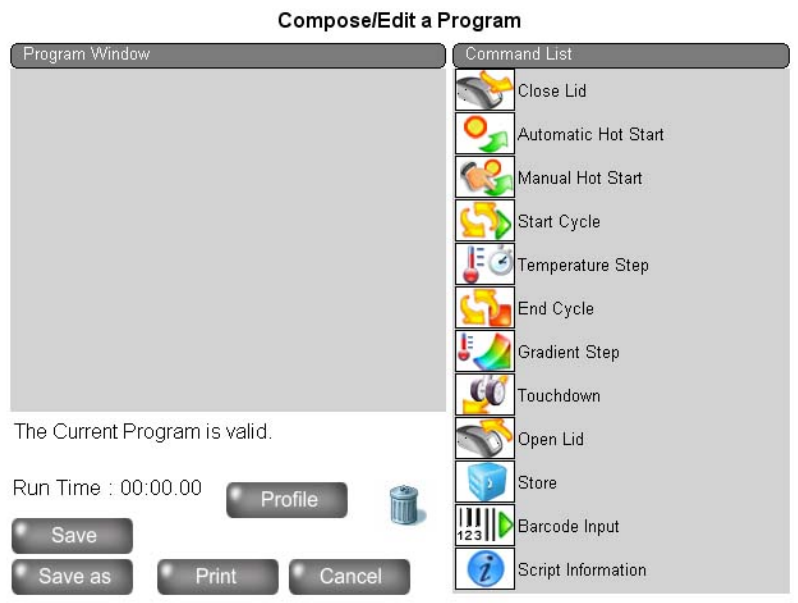 Compose/Edit a Program
Program Window
Command List
Close Lid
Automatic Hot Start
Manual Hot Start
Start Cycle
Temperature Step
End Cycle
Gradient Step
Touchdown
Open Lid
Store
123
Barcode Input
Script Information
The Current Program is valid.
Run Time : 00:00.00
Profile
Save
Save as
Print
Cancel